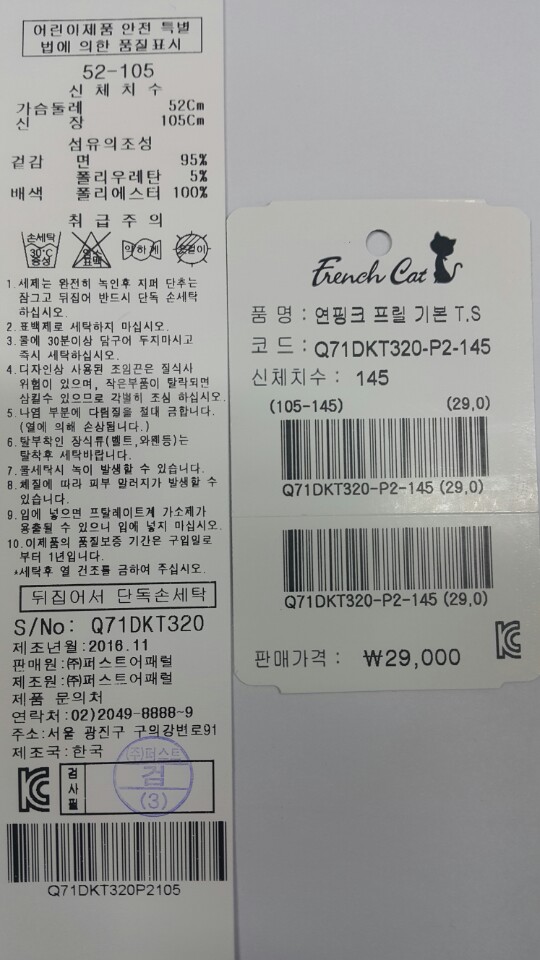 어린이제품 안전 특별
법에 의한 품질표시
52-105
신 체 치 수
가슴둘레 52Cm
신 장 105Cm
섬유의조성
겉감 면 95%
폴리우레탄 5%
배색 폴리에스터 100%
취 급 주 의
손세탁 30℃ 중성
염소 표백
약하게
1.세제는 완전히 녹인후 지퍼 단추는
잠그고 뒤집어 반드시 단독 손세탁
하십시오.
2.표백제로 세탁하지 마십시오.
3.물에 30분이상 담구어 두지마시고
즉시 세탁하십시오.
4.디자인상 사용된 조임끈은 질식사
위험이 있으며, 작은부품이 탈락되면
삼킬수 있으므로 각별히 조심 하십시오.
5.나염 부분에 다림질을 절대 금합니다.
(열에 의해 손상됩니다.)
6.탈부착인 장식류(벨트,와펜등)는
탈착후 세탁바랍니다.
7.물세탁시 녹이 발생할 수 있습니다.
8.체질에 따라 피부 알러지가 발생할 수
있습니다.
9.입에 넣으면 프탈레이트계 가소제가
용출될 수 있으니 입에 넣지 마십시오.
10.이제품의 품질보증 기간은 구입일로
부터 1년입니다.
*세탁후 열 건조를 금하여 주십시오.
뒤집어서 단독손세탁
S/No: Q71DKT320
제조년월:2016.11
판매원:㈜퍼스트어패럴
제조원:㈜퍼스트어패럴
제품 문의처
연락처:02)2049-8888~9
주소:서울 광진구 구의강변로91
제조국:한국
검사필
(주)퍼스트
검
(3)
Q71DKT320P2105
French Cat
품 명 : 연핑크 프릴 기본 T.S
코 드 : Q71DKT320-P2-145
신체치수 : 145
(105-145) (29,0)
Q71DKT320-P2-145 (29,0)
Q71DKT320-P2-145 (29,0)
판매가격 : ₩29,000